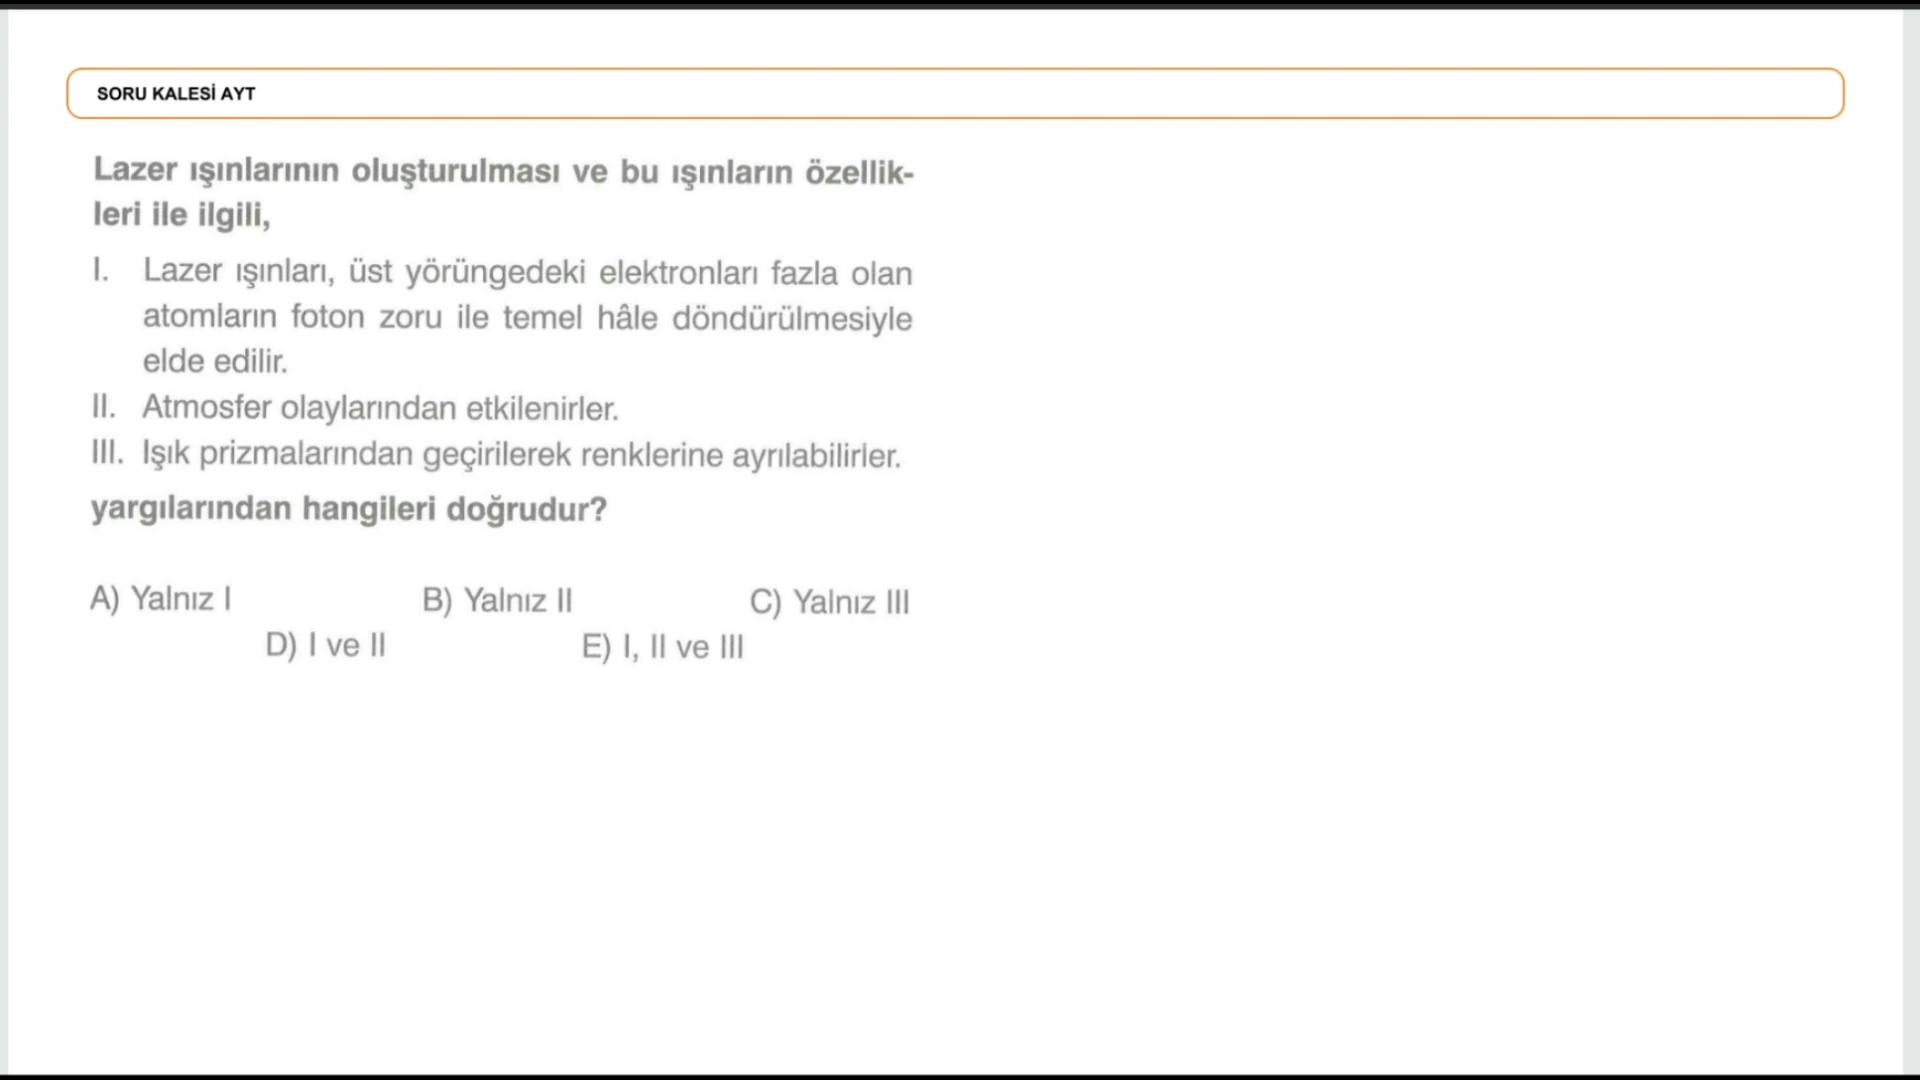 SORU KALESİ AYT
Lazer ışınlarının oluşturulması ve bu ışınların özellik-
leri ile ilgili,
I. Lazer ışınları, üst yörüngedeki elektronları fazla olan
atomların foton zoru ile temel hâle döndürülmesiyle
elde edilir.
II. Atmosfer olaylarından etkilenirler.
III. Işık prizmalarından geçirilerek renklerine ayrılabilirler.
yargılarından hangileri doğrudur?
A) Yalnız I B) Yalnız II C) Yalnız III
D) I ve II E) I, II ve III